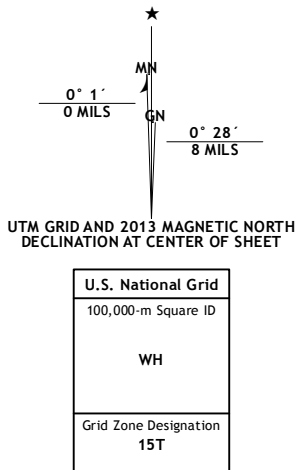 MN
0° 1´
0 MILS
GN
0° 28´
8 MILS
UTM GRID AND 2013 MAGNETIC NORTH
DECLINATION AT CENTER OF SHEET
U.S. National Grid
100,000-m Square ID
WH
Grid Zone Designation
15T